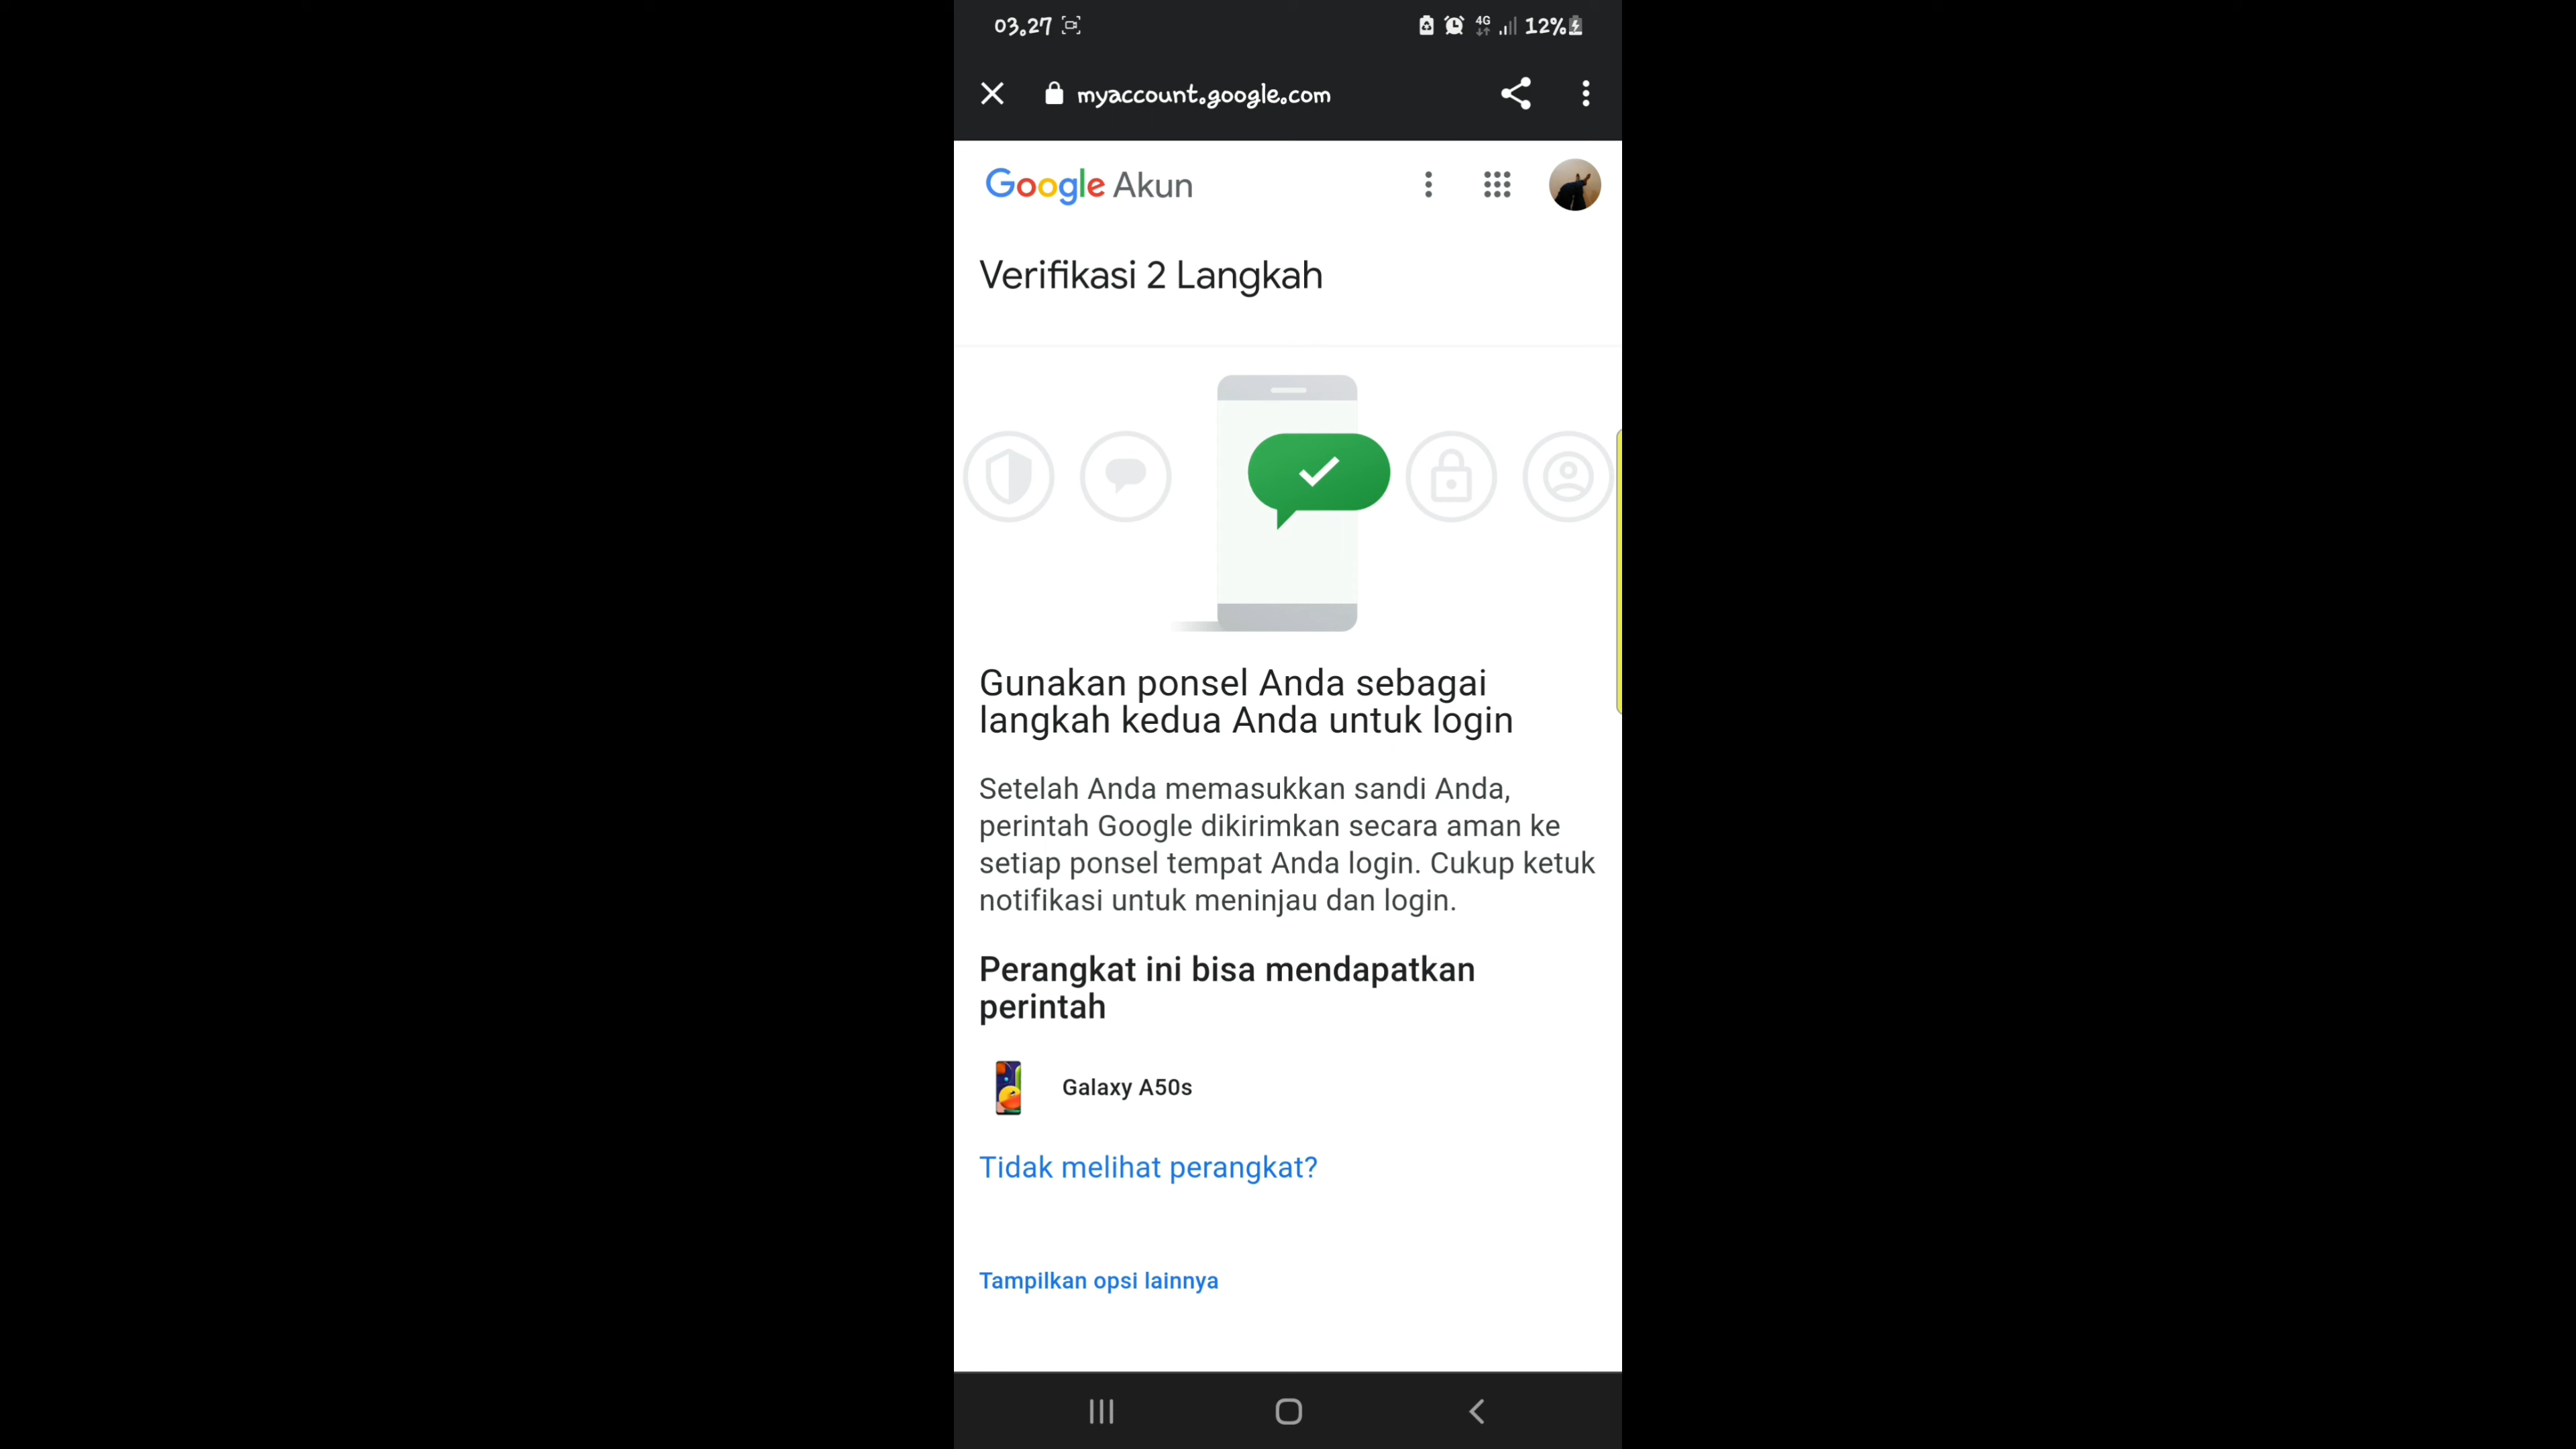 03.27
4G
12%
myaccount.google.com
Google Akun
Verifikasi 2 Langkah
Gunakan ponsel Anda sebagai
langkah kedua Anda untuk login
Setelah Anda memasukkan sandi Anda,
perintah Google dikirimkan secara aman ke
setiap ponsel tempat Anda login. Cukup ketuk
notifikasi untuk meninjau dan login.
Perangkat ini bisa mendapatkan
perintah
Galaxy A50s
Tidak melihat perangkat?
Tampilkan opsi lainnya